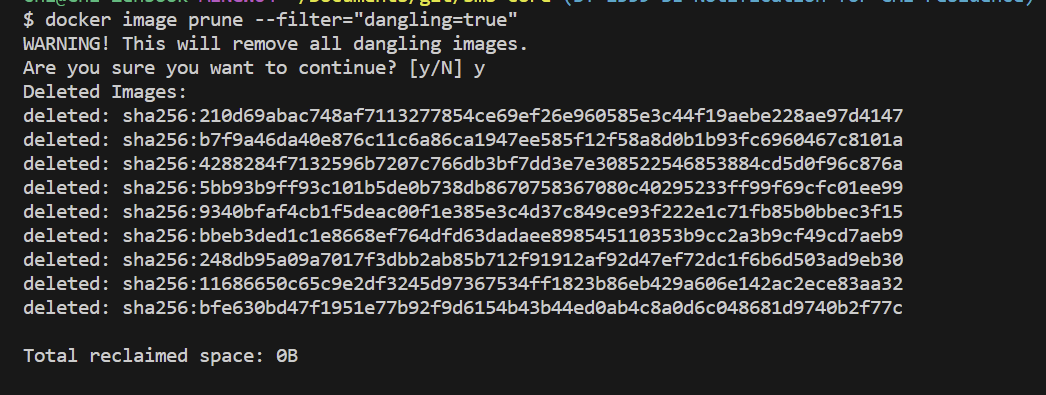 $ docker image prune --filter="dangling=true"
WARNING! This will remove all dangling images.
Are you sure you want to continue? [y/N] y
Deleted Images:
deleted: sha256:210d69abac748af7113277854ce69ef26e960585e3c44f19aebe228ae97d4147
deleted: sha256:b7f9a46da40e876c11c6a86ca1947ee585f12f58a8d0b1b93fc6960467c8101a
deleted: sha256:4288284f7132596b7207c766db3bf7dd3e7e308522546853884cd5d0f96c876a
deleted: sha256:5bb93b9ff93c101b5de0b738db8670758367080c40295233ff99f69cfc01ee99
deleted: sha256:9340bfaf4cb1f5deac00f1e385e3c4d37c849ce93f222e1c71fb85b0bbec3f15
deleted: sha256:bbeb3ded1c1e8668ef764dfd63dadaee898545110353b9cc2a3b9cf49cd7aeb9
deleted: sha256:248db95a09a7017f3dbb2ab85b712f91912af92d47ef72dc1f6b6d503ad9eb30
deleted: sha256:11686650c65c9e2df3245d97367534ff1823b86eb429a606e142ac2ece83aa32
deleted: sha256:bfe630bd47f1951e77b92f9d6154b43b44ed0ab4c8a0d6c048681d9740b2f77c
Total reclaimed space: 0B